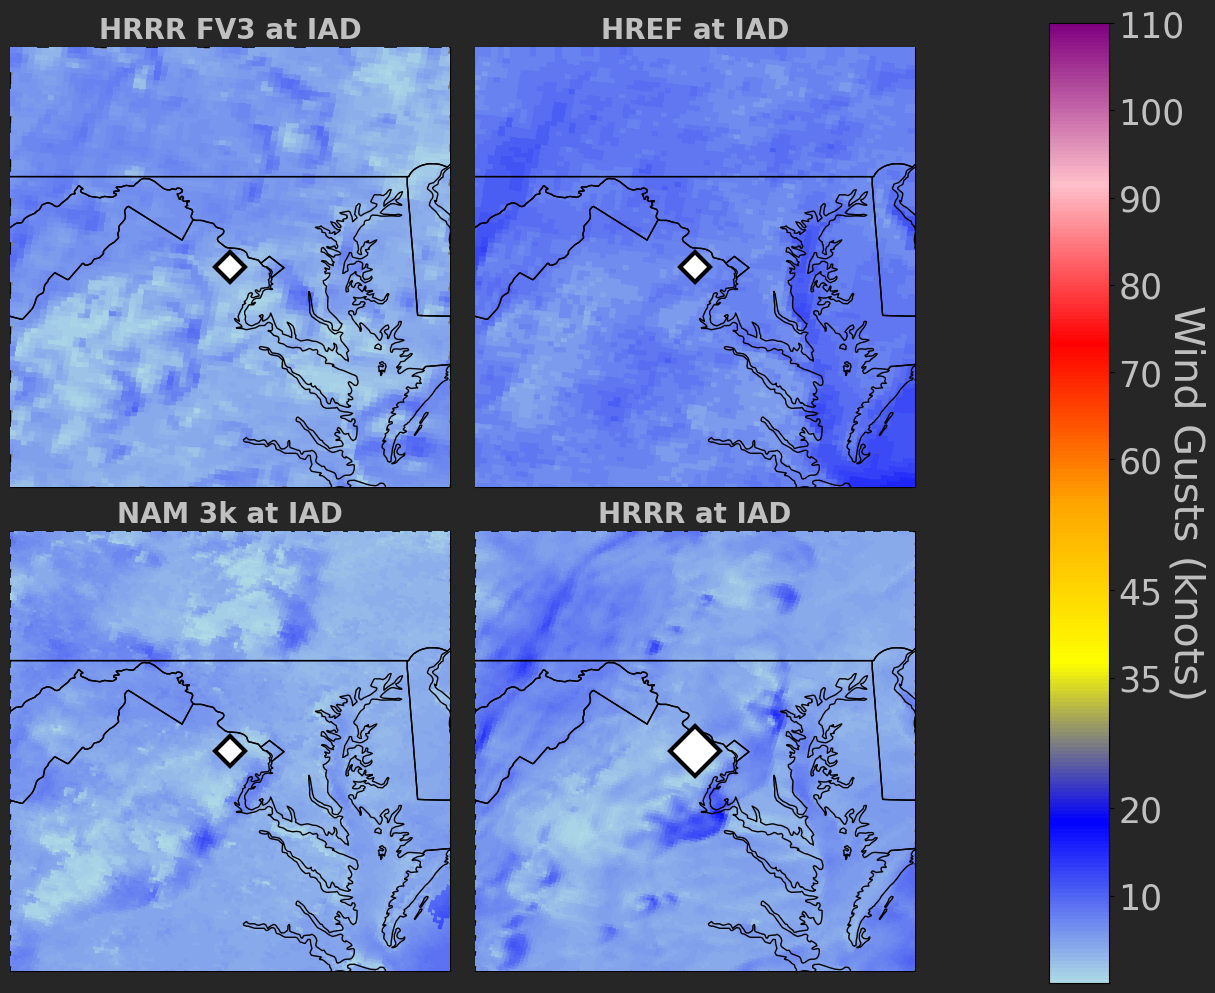 HRRR FV3 at IAD
HREF at IAD
NAM 3k at IAD
HRRR at IAD
110
100
90
80
70
60
45
35
20
10
Wind Gusts (knots)